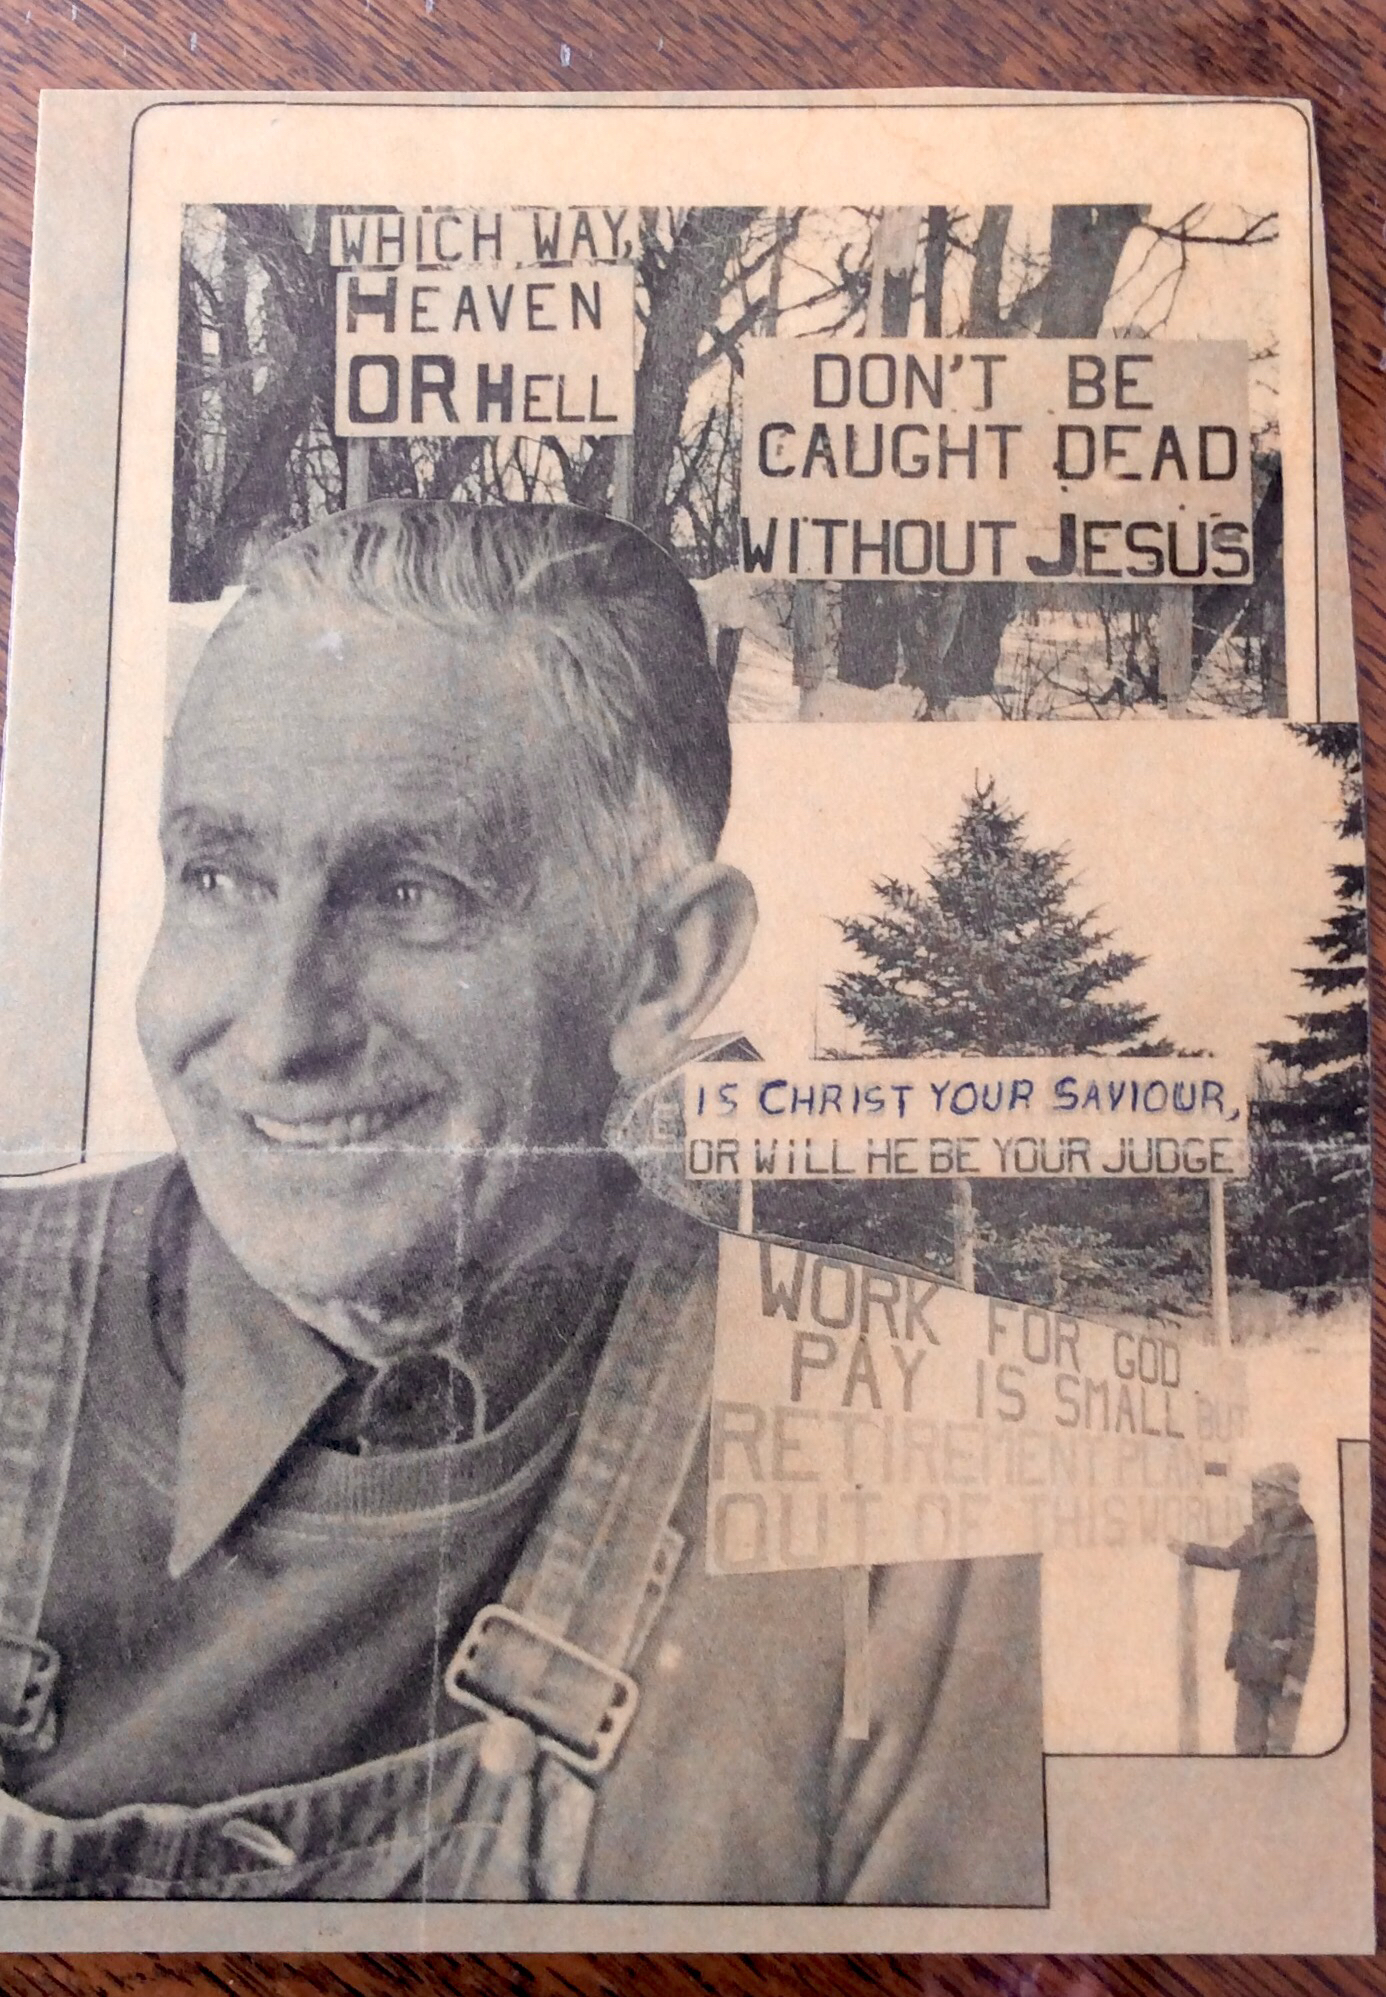 WHICH WAY,
HEAVEN
OR HELL
DON'T BE
CAUGHT DEAD
WITHOUT JESUS
IS CHRIST YOUR SAVIOUR,
OR WILL HE BE YOUR JUDGE
WORK FOR GOD
PAY IS SMALL BUT
RETIREMENT PLAN-
OUT OF THIS WORLD